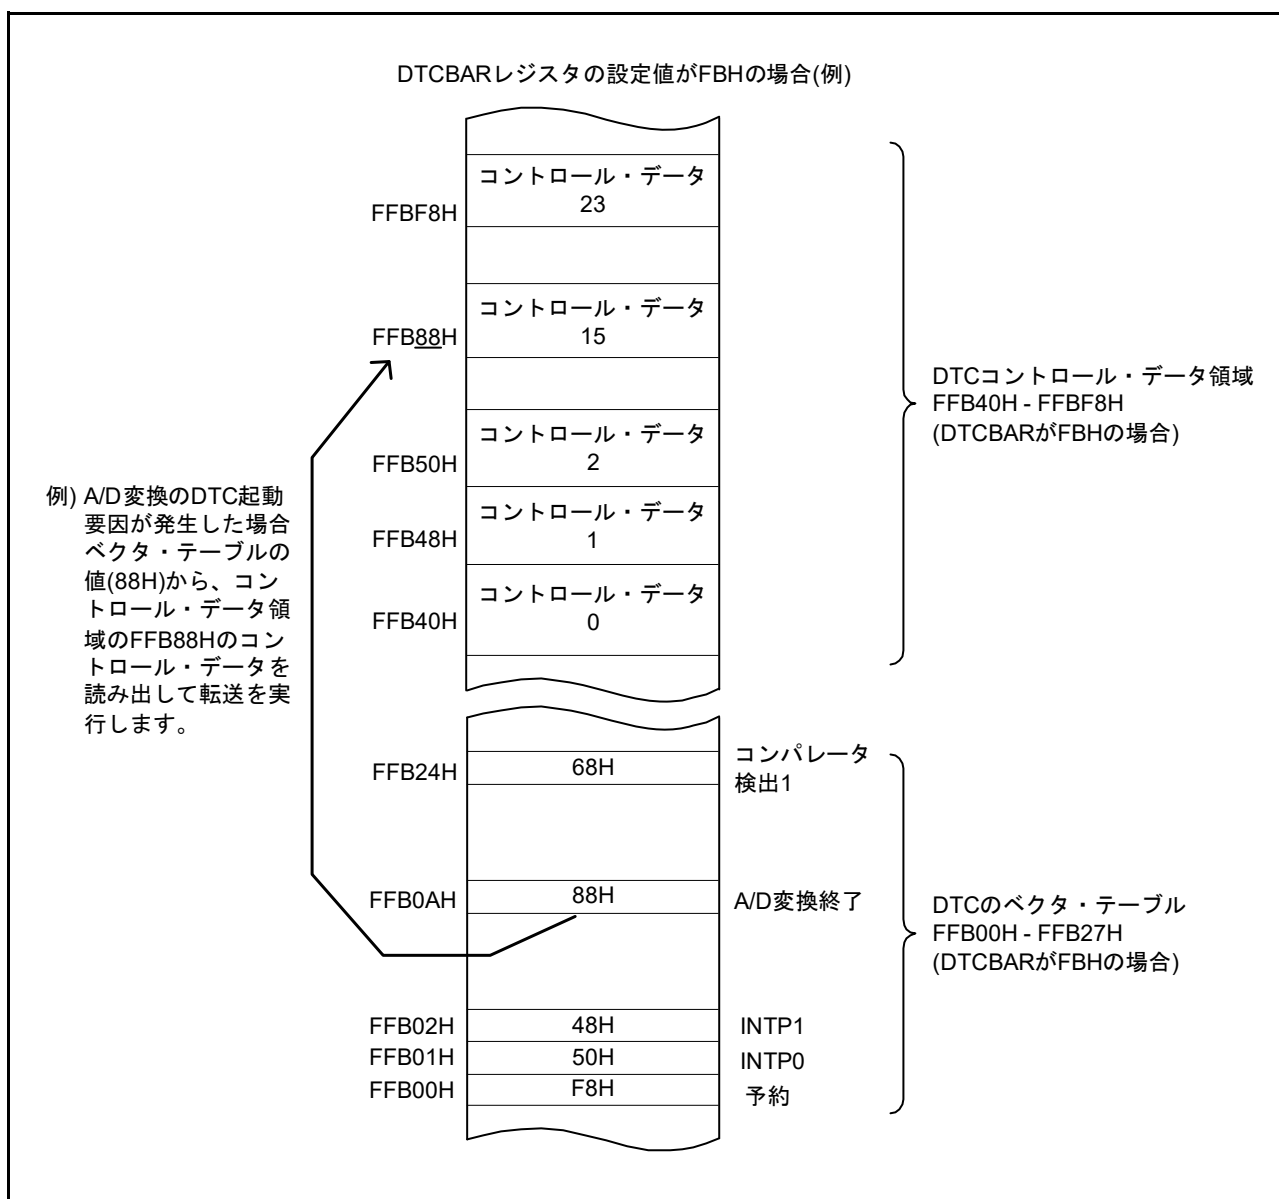 DTCBARレジスタの設定値がFBHの場合(例)
コントロール・データ
23
FFBF8H
コントロール・データ
15
FFB88H
コントロール・データ
2
FFB50H
コントロール・データ
1
FFB48H
コントロール・データ
0
FFB40H
DTCコントロール・データ領域
FFB40H - FFBF8H
(DTCBARがFBHの場合)
例) A/D変換のDTC起動
要因が発生した場合
ベクタ・テーブルの
値(88H)から、コン
トロール・データ領
域のFFB88Hのコン
トロール・データを
読み出して転送を実
行します。
FFB24H
68H
コンパレータ
検出1
FFB0AH
88H
A/D変換終了
DTCのベクタ・テーブル
FFB00H - FFB27H
(DTCBARがFBHの場合)
FFB02H
48H
INTP1
FFB01H
50H
INTP0
FFB00H
F8H
予約